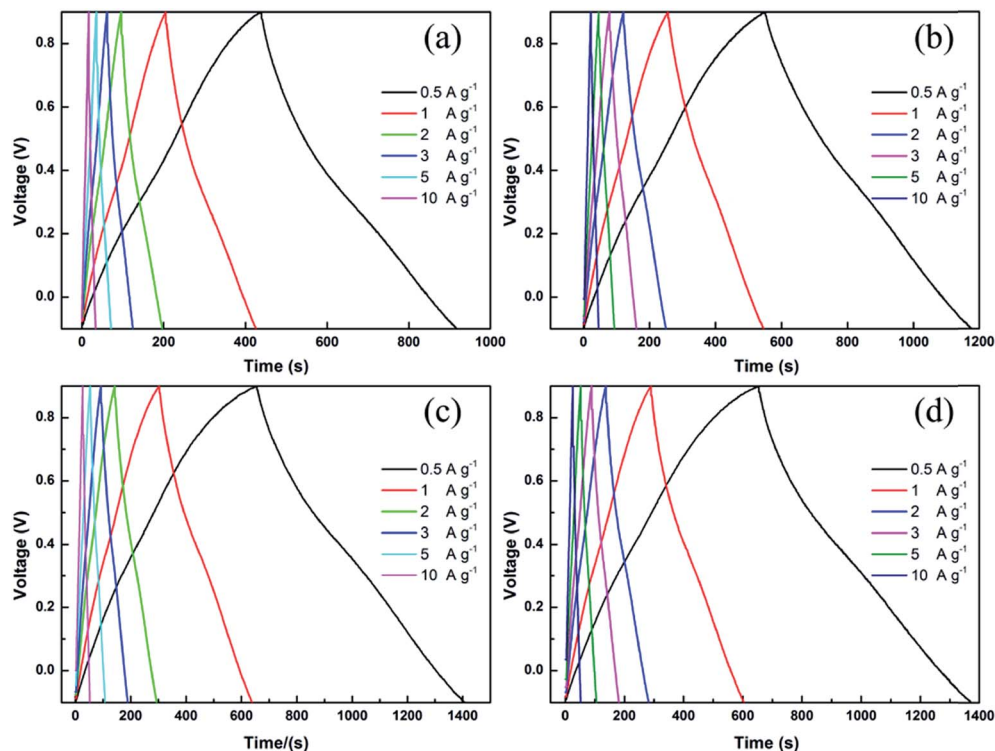 (a)
0.8
0.6
0.4
0.2
0.0
Voltage (V)
0.5 A g⁻¹
1 A g⁻¹
2 A g⁻¹
3 A g⁻¹
5 A g⁻¹
10 A g⁻¹
0 200 400 600 800 1000
Time (s)
(b)
0.8
0.6
0.4
0.2
0.0
Voltage (V)
0.5 A g⁻¹
1 A g⁻¹
2 A g⁻¹
3 A g⁻¹
5 A g⁻¹
10 A g⁻¹
0 200 400 600 800 1000 1200
Time (s)
(c)
0.8
0.6
0.4
0.2
0.0
Voltage (V)
0.5 A g⁻¹
1 A g⁻¹
2 A g⁻¹
3 A g⁻¹
5 A g⁻¹
10 A g⁻¹
0 200 400 600 800 1000 1200 1400
Time/(s)
(d)
0.8
0.6
0.4
0.2
0.0
Voltage (V)
0.5 A g⁻¹
1 A g⁻¹
2 A g⁻¹
3 A g⁻¹
5 A g⁻¹
10 A g⁻¹
0 200 400 600 800 1000 1200 1400
Time (s)